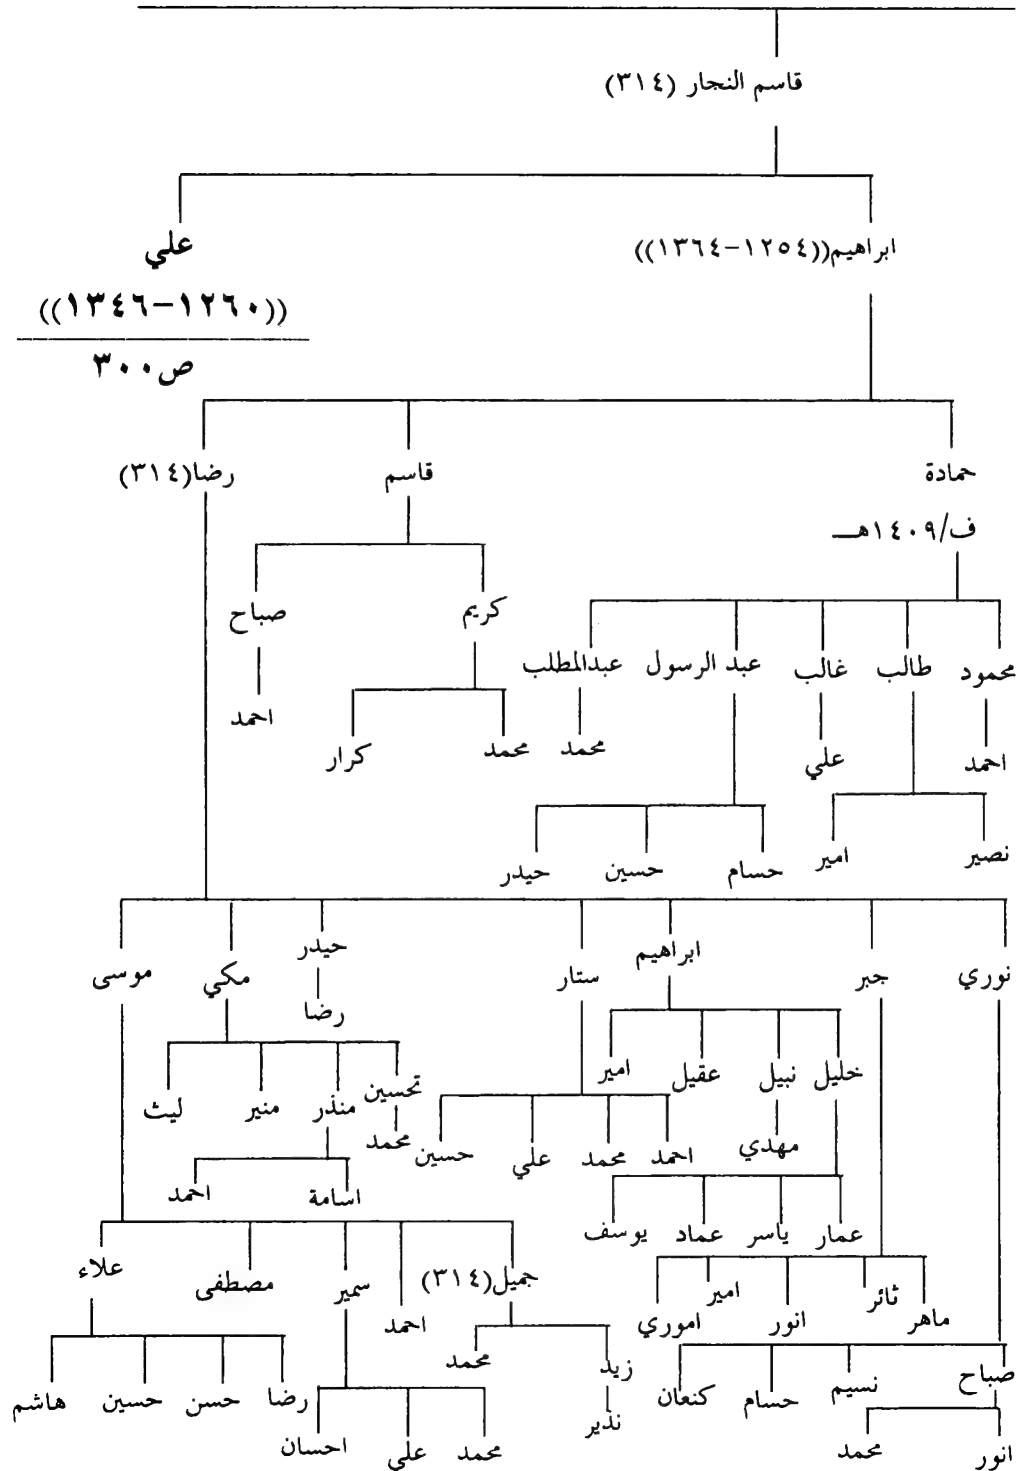 قاسم النجار (٣١٤)
ابراهيم((١٢٥٤-١٣٦٤))
علي
((١٢٦٠-١٣٤٦))
ص٣٠٠
حمادة
قاسم
رضا(٣١٤)
ف/١٤٠٩هـ
كريم
صباح
محمود
طالب
غالب
عبد الرسول
عبدالمطلب
احمد
احمد
علي
محمد
محمد
كرار
نصير
امير
حسام
حسين
حيدر
نوري
جبر
ابراهيم
ستار
حيدر
مكي
موسى
رضا
خليل
نبيل
عقيل
امير
تحسين
منذر
منير
ليث
مهدي
احمد
محمد
علي
حسين
محمد
اسامة
احمد
عمار
ياسر
عماد
يوسف
جميل(٣١٤)
احمد
سمير
مصطفى
علاء
ماهر
ثائر
انور
امير
اموري
صباح
نسيم
حسام
كنعان
زيد
محمد
رضا
حسن
حسين
هاشم
نذير
انور
محمد
محمد
علي
احسان